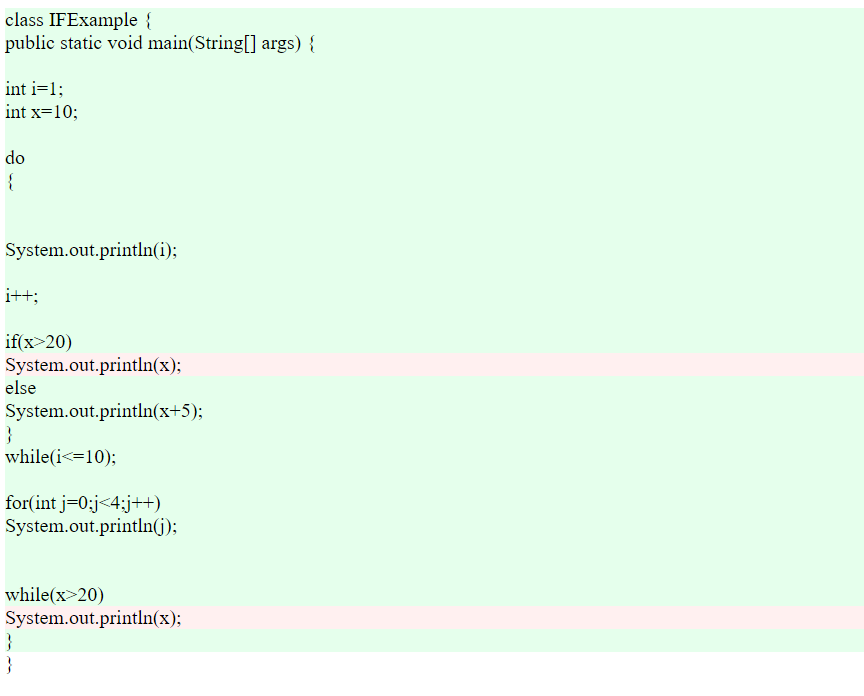 class IFExample {
public static void main(String[] args) {
int i=1;
int x=10;
do
{
System.out.println(i);
i++;
if(x>20)
System.out.println(x);
else
System.out.println(x+5);
}
while(i<=10);
for(int j=0;j<4;j++)
System.out.println(j);
while(x>20)
System.out.println(x);
}
}